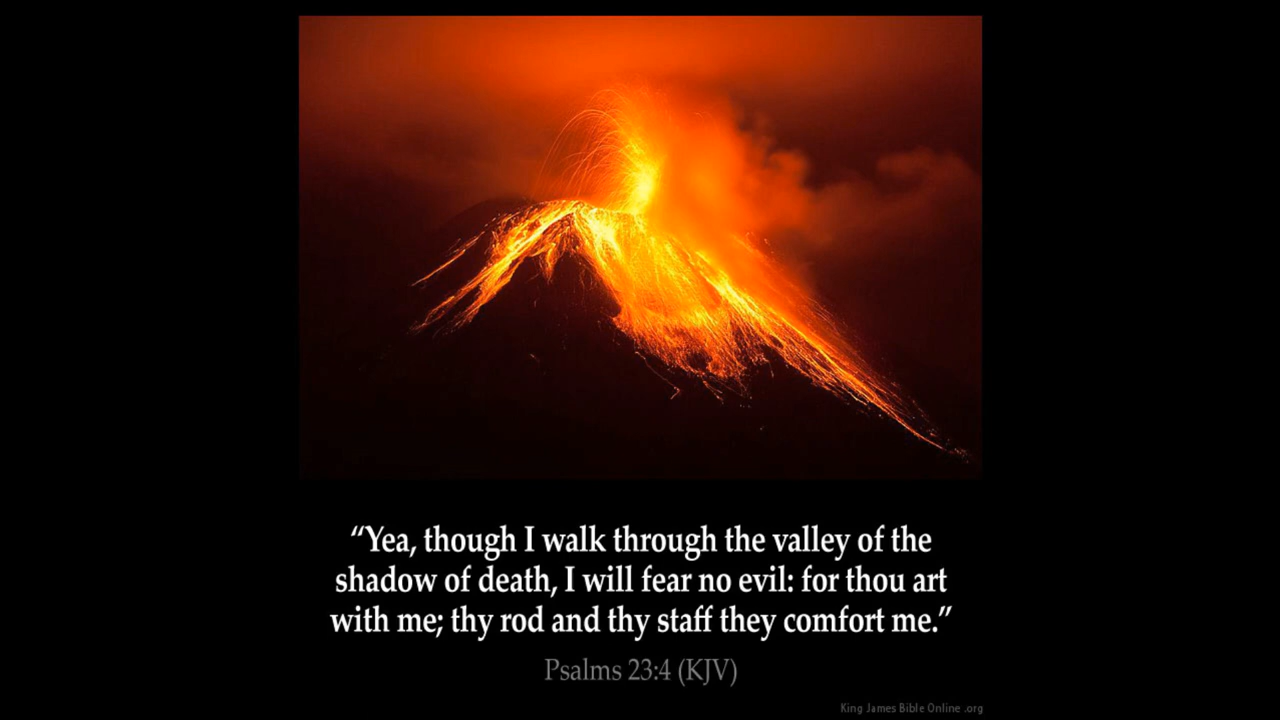 “Yea, though I walk through the valley of the
shadow of death, I will fear no evil: for thou art
with me; thy rod and thy staff they comfort me.”
Psalms 23:4 (KJV)
King James Bible Online .org